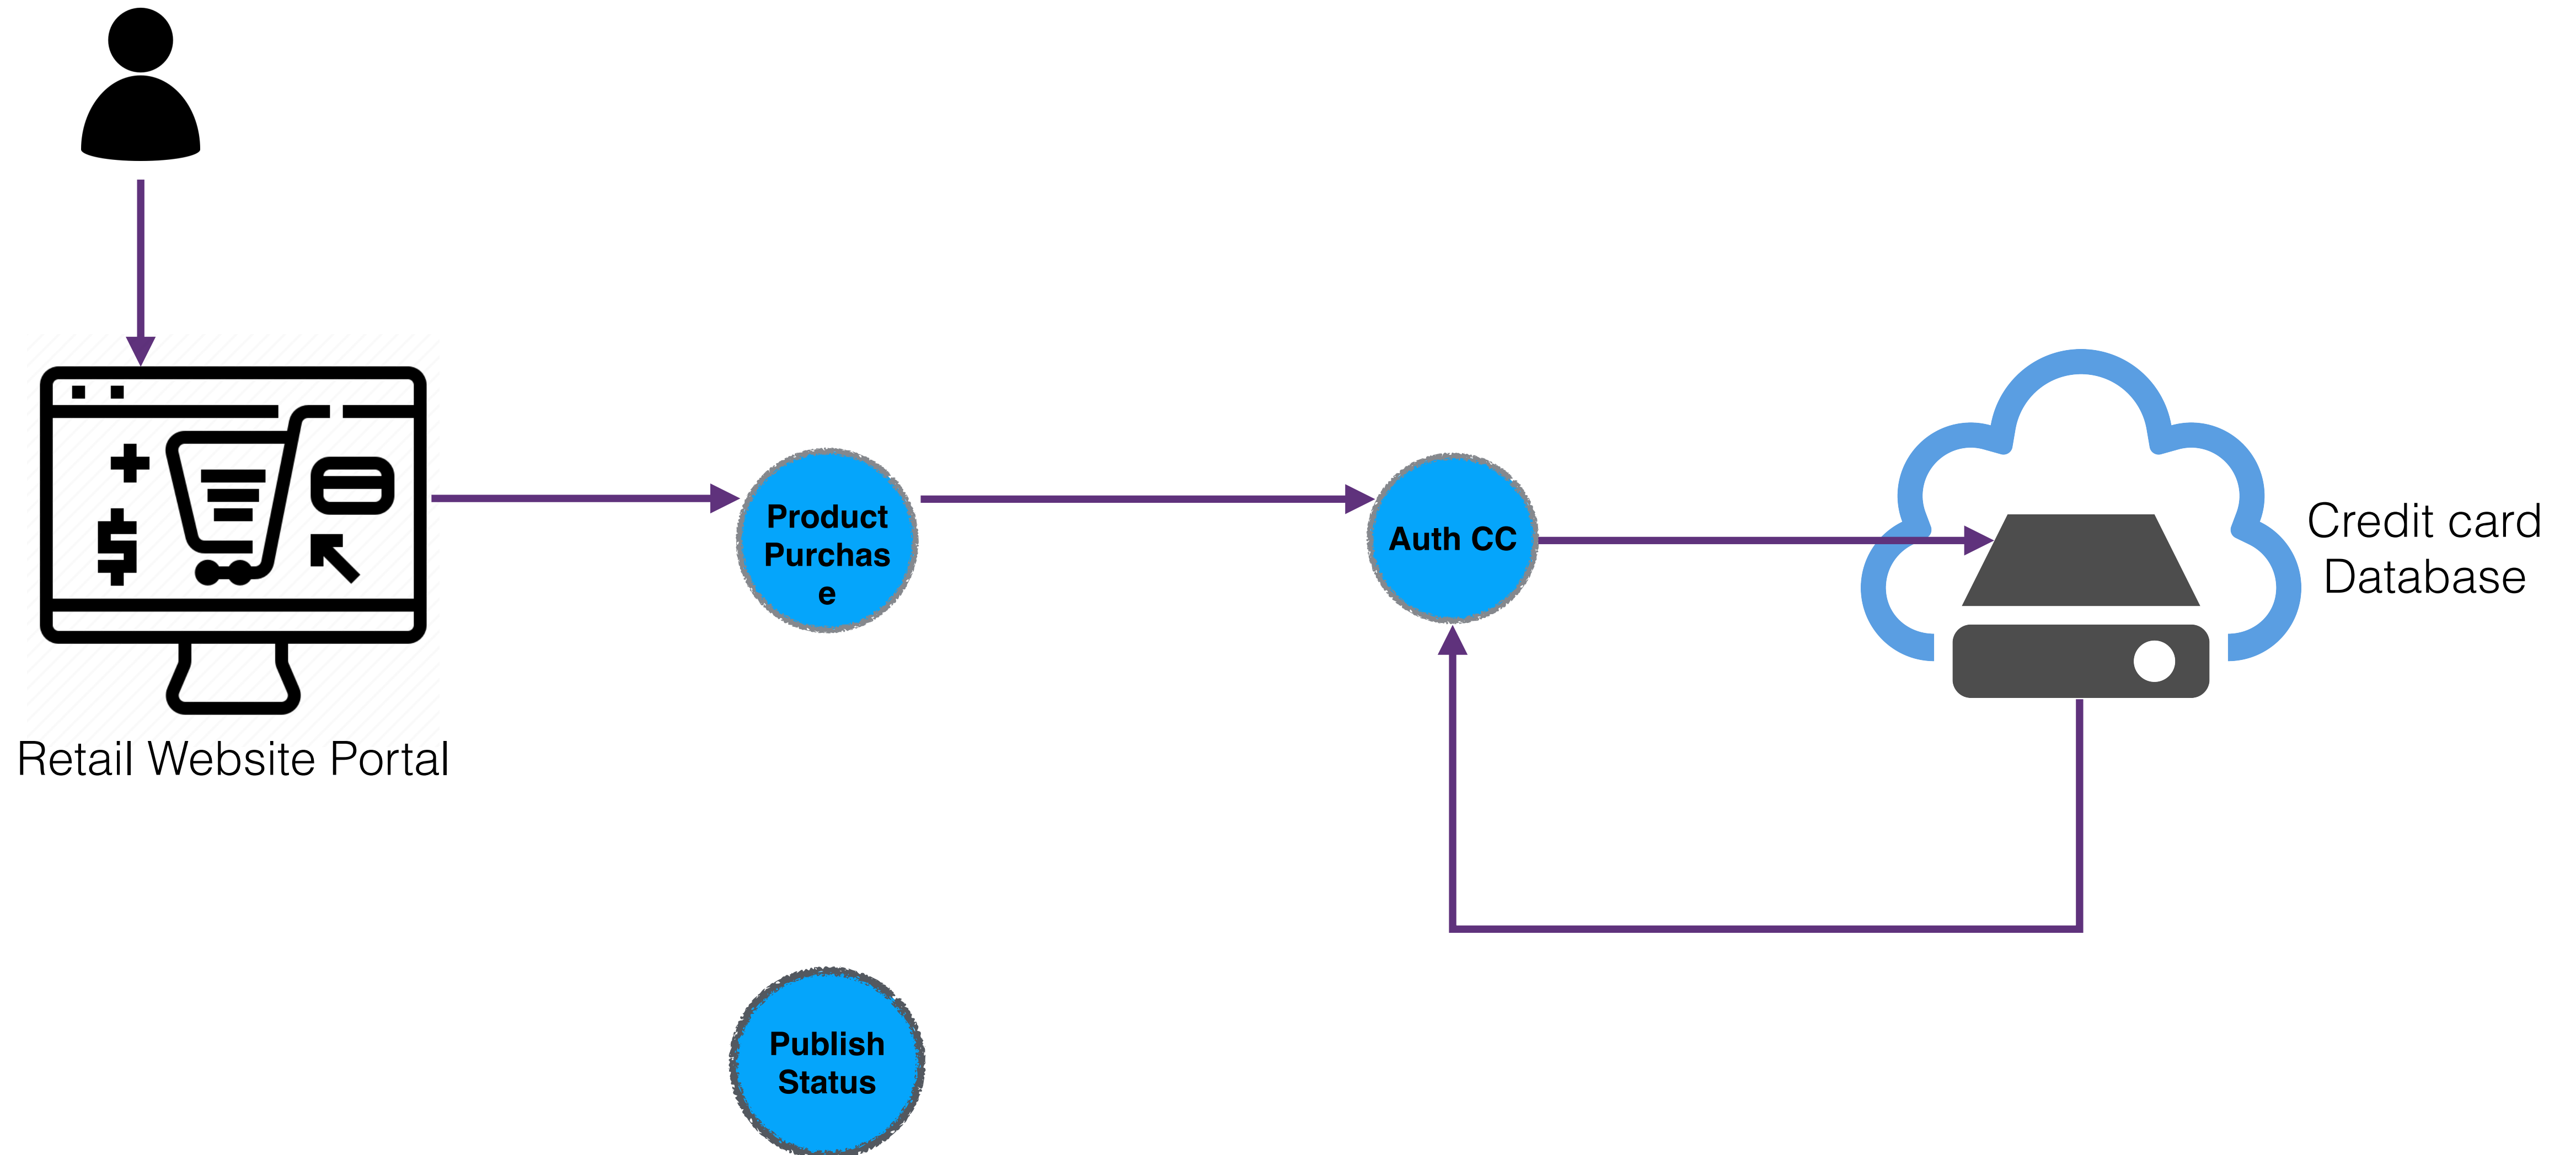 Product
Purchas
e
Auth CC
Credit card
Database
Retail Website Portal
Publish
Status